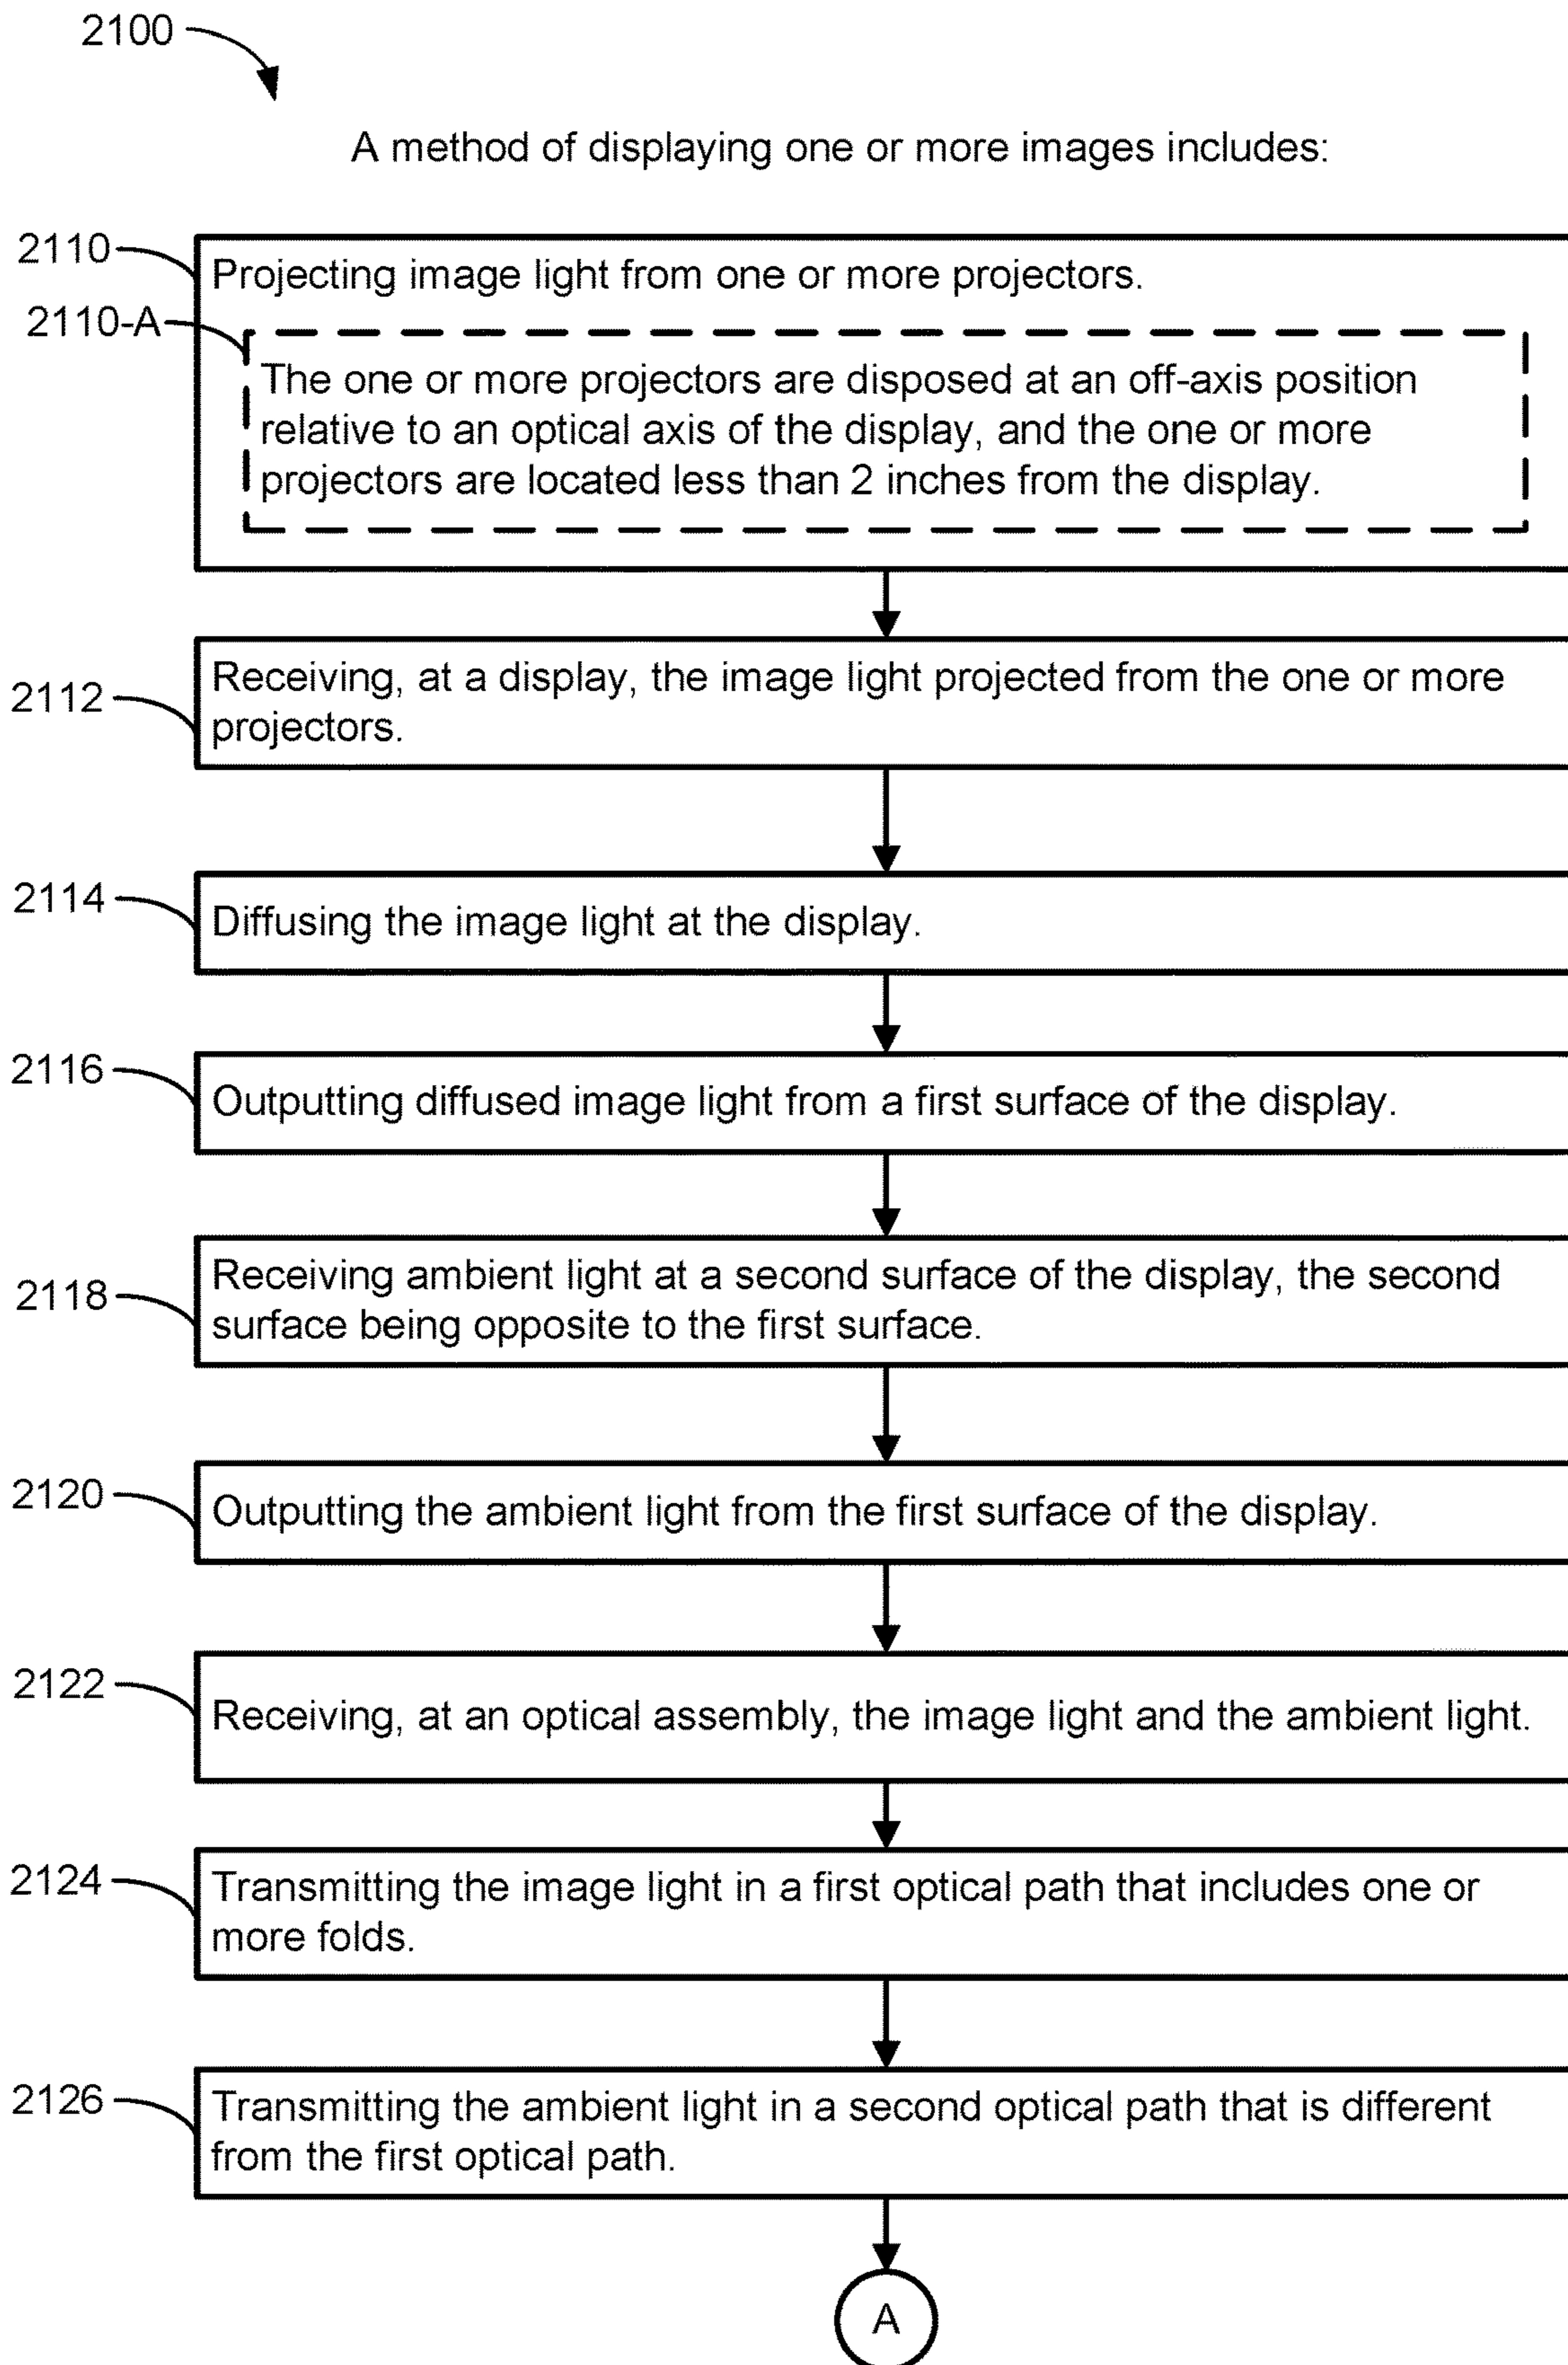 2100
A method of displaying one or more images includes:
2110
Projecting image light from one or more projectors.
2110-A
The one or more projectors are disposed at an off-axis position
relative to an optical axis of the display, and the one or more
projectors are located less than 2 inches from the display.
2112
Receiving, at a display, the image light projected from the one or more
projectors.
2114
Diffusing the image light at the display.
2116
Outputting diffused image light from a first surface of the display.
2118
Receiving ambient light at a second surface of the display, the second
surface being opposite to the first surface.
2120
Outputting the ambient light from the first surface of the display.
2122
Receiving, at an optical assembly, the image light and the ambient light.
2124
Transmitting the image light in a first optical path that includes one or
more folds.
2126
Transmitting the ambient light in a second optical path that is different
from the first optical path.
A